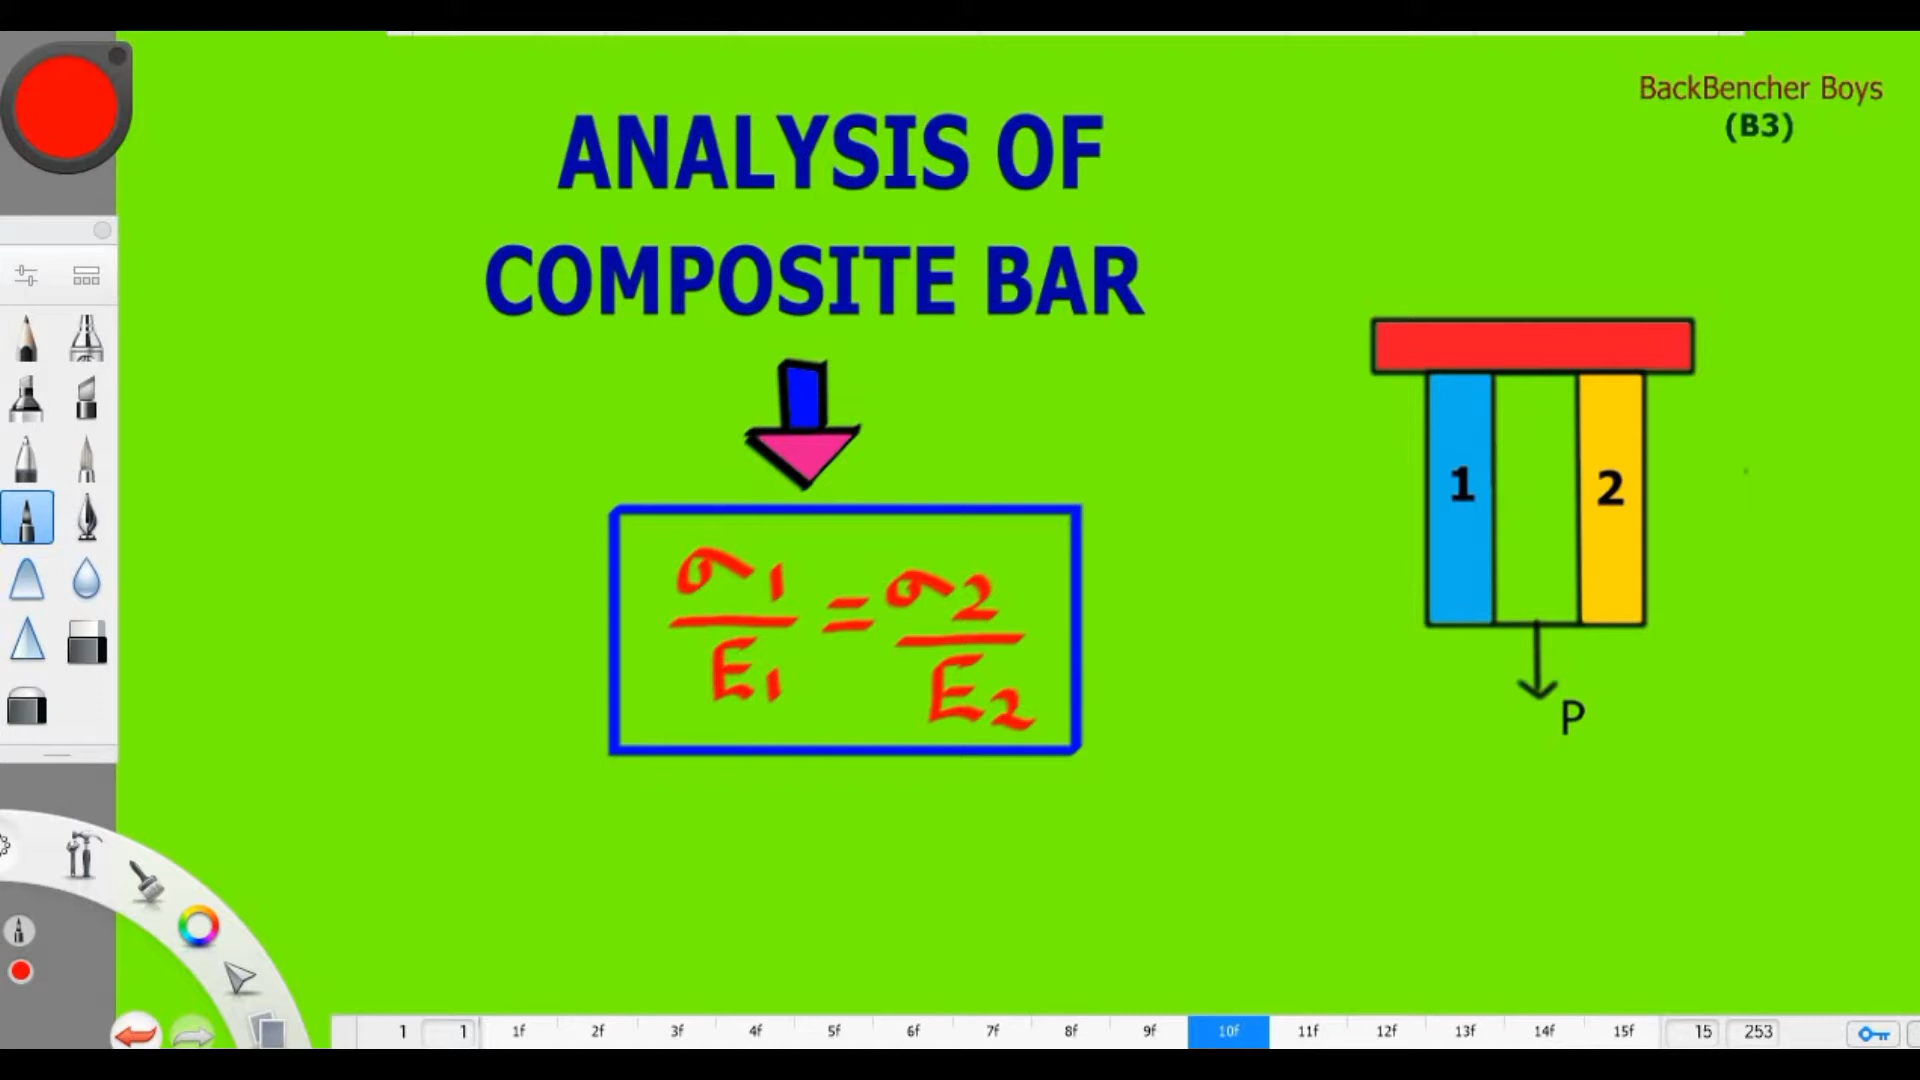 BackBencher Boys
(B3)
ANALYSIS OF
COMPOSITE BAR
1 2
σ1/E1 = σ2/E2
P
1 1 1f 2f 3f 4f 5f 6f 7f 8f 9f 10f 11f 12f 13f 14f 15f 15 253